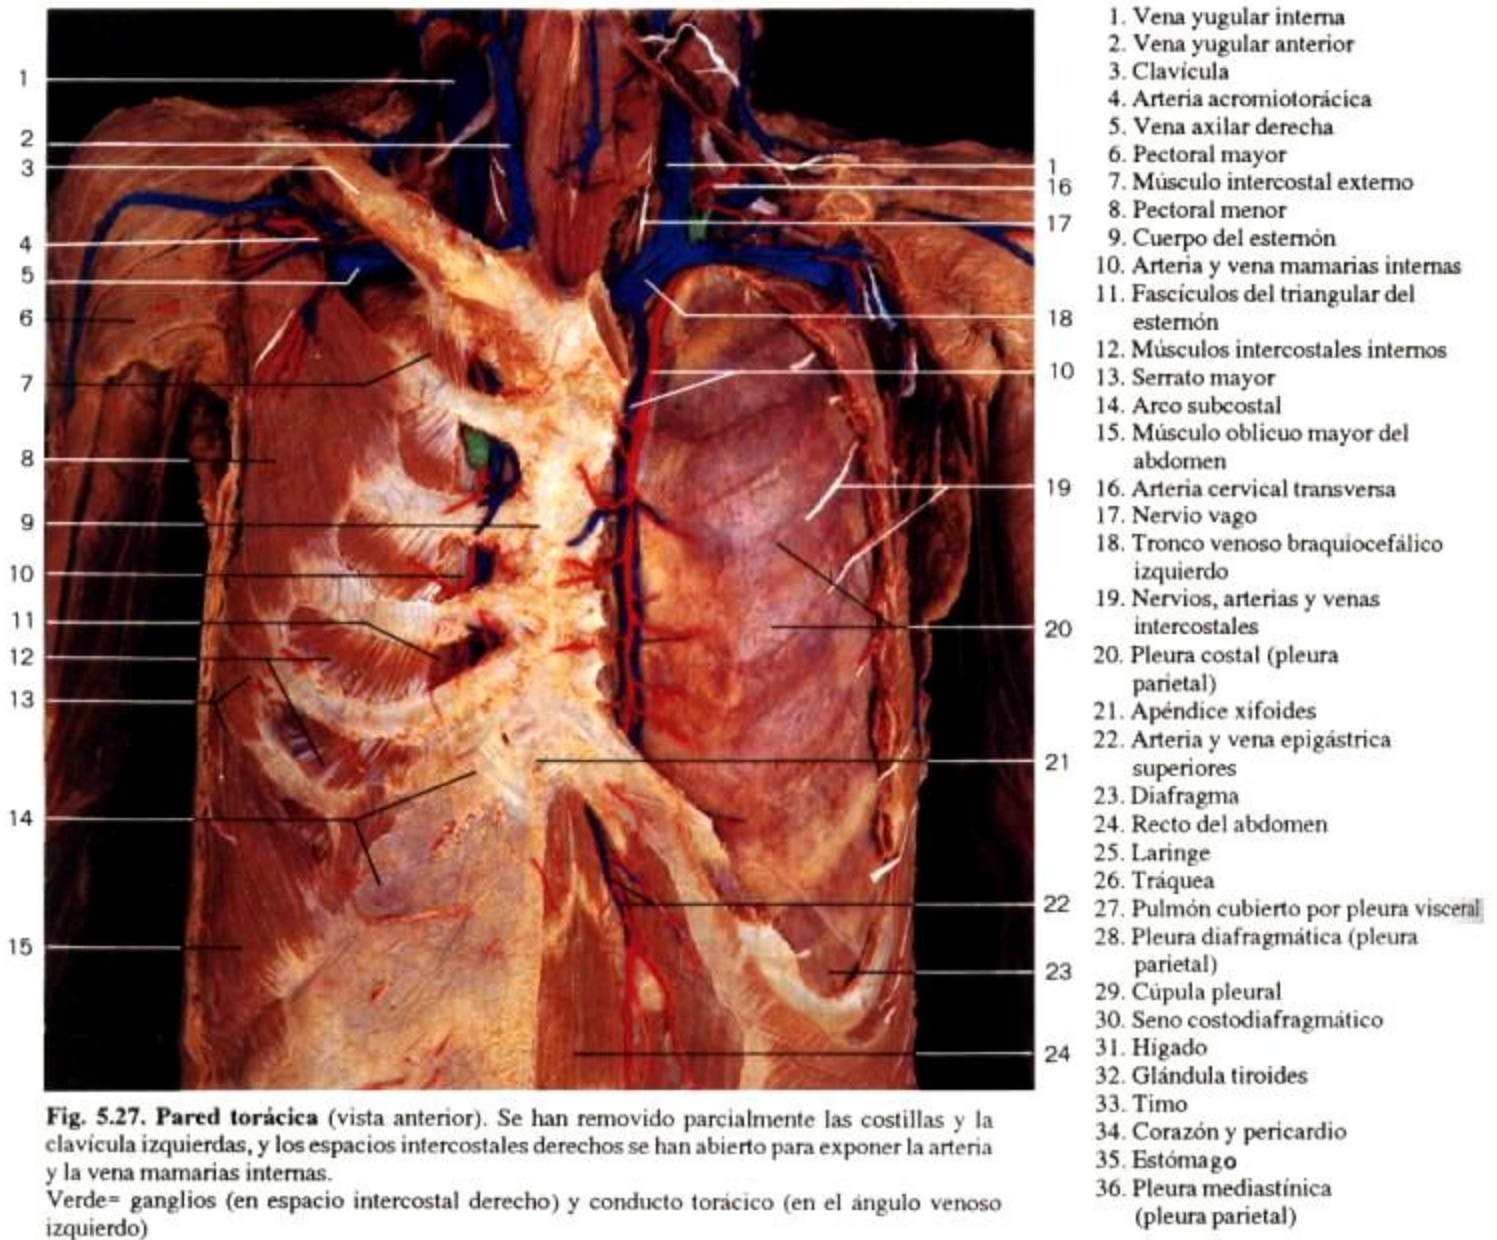 1
2
3
4
5
6
7
8
9
10
11
12
13
14
15
1
16
17
18
10
19
20
21
22
23
24
Fig. 5.27. Pared torácica (vista anterior). Se han removido parcialmente las costillas y la
clavícula izquierdas, y los espacios intercostales derechos se han abierto para exponer la arteria
y la vena mamarias internas.
Verde= ganglios (en espacio intercostal derecho) y conducto torácico (en el ángulo venoso
izquierdo)
1. Vena yugular interna
2. Vena yugular anterior
3. Clavícula
4. Arteria acromiotorácica
5. Vena axilar derecha
6. Pectoral mayor
7. Músculo intercostal externo
8. Pectoral menor
9. Cuerpo del esternón
10. Arteria y vena mamarias internas
11. Fascículos del triangular del
esternón
12. Músculos intercostales internos
13. Serrato mayor
14. Arco subcostal
15. Músculo oblicuo mayor del
abdomen
16. Arteria cervical transversa
17. Nervio vago
18. Tronco venoso braquiocefálico
izquierdo
19. Nervios, arterias y venas
intercostales
20. Pleura costal (pleura
parietal)
21. Apéndice xifoides
22. Arteria y vena epigástrica
superiores
23. Diafragma
24. Recto del abdomen
25. Laringe
26. Tráquea
27. Pulmón cubierto por pleura visceral
28. Pleura diafragmática (pleura
parietal)
29. Cúpula pleural
30. Seno costodiafragmático
31. Hígado
32. Glándula tiroides
33. Timo
34. Corazón y pericardio
35. Estómago
36. Pleura mediastínica
(pleura parietal)